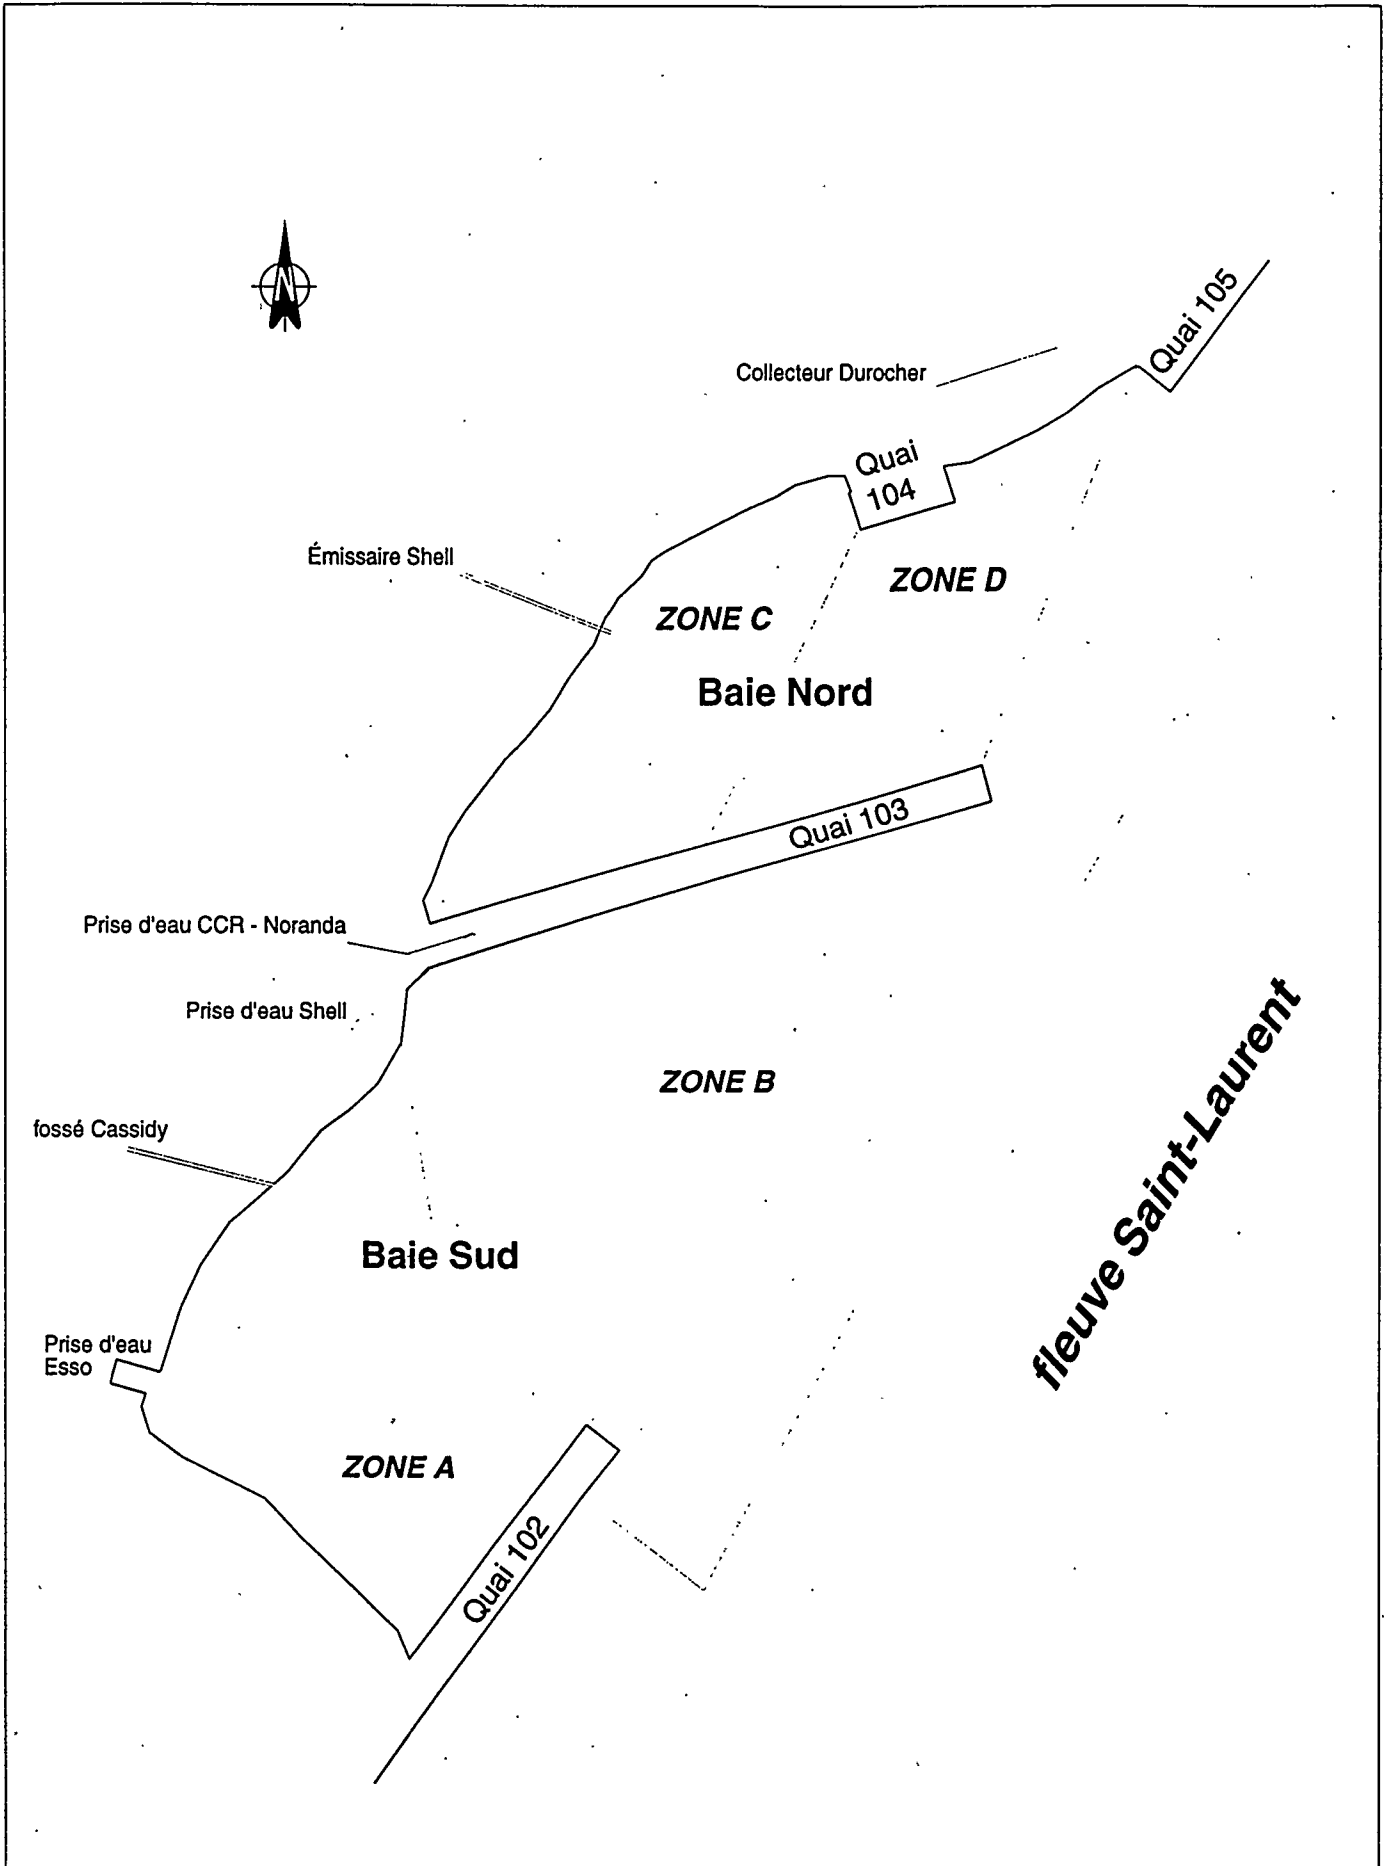 N
Quai 105
Collecteur Durocher
Quai
104
Émissaire Shell
ZONE D
ZONE C
Baie Nord
Quai 103
Prise d'eau CCR - Noranda
Prise d'eau Shell
ZONE B
fleuve Saint-Laurent
fossé Cassidy
Baie Sud
Prise d'eau
Esso
ZONE A
Quai 102